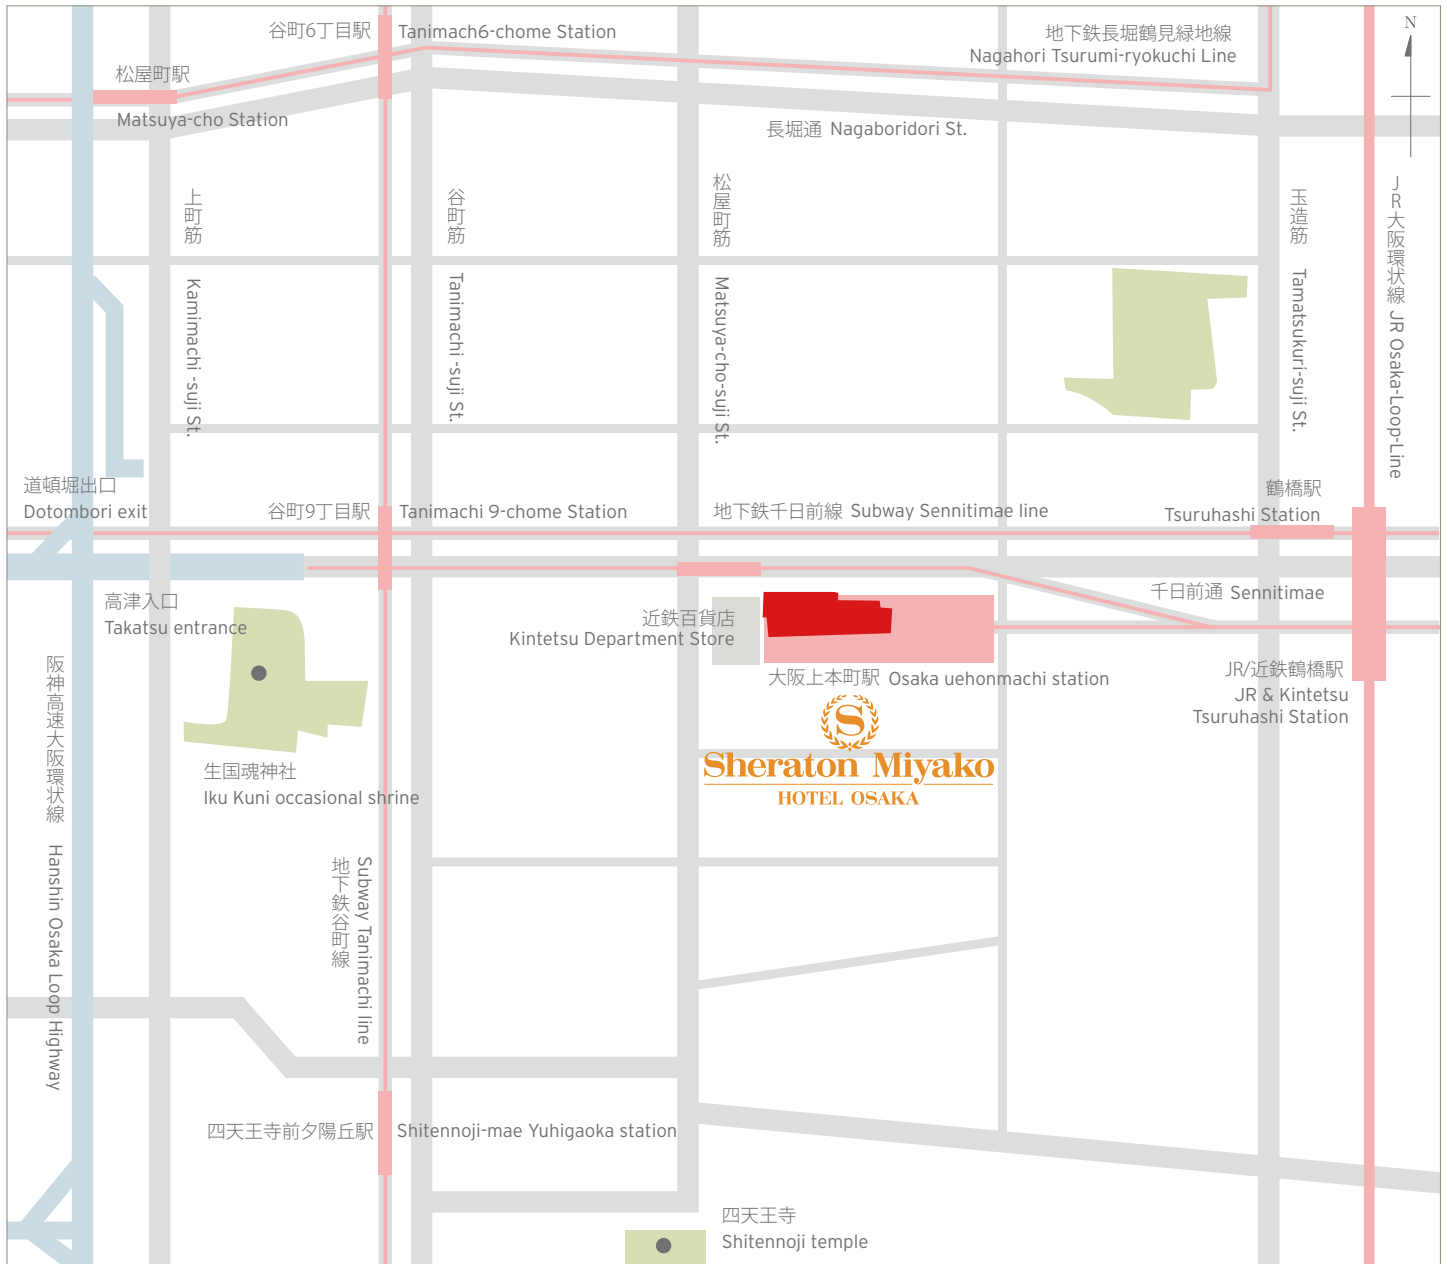 谷町6丁目駅
Tanimach6-chome Station
地下鉄長堀鶴見緑地線
Nagahori Tsurumi-ryokuchi Line
N
松屋町駅
Matsuya-cho Station
長堀通 Nagaboridori St.
上町筋
Kamimachi -suji St.
谷町筋
Tanimachi -suji St.
松屋町筋
Matsuya-cho-suji St.
玉造筋
Tamatsukuri-suji St.
JR大阪環状線 JR Osaka-Loop-Line
道頓堀出口
Dotombori exit
谷町9丁目駅
Tanimachi 9-chome Station
地下鉄千日前線 Subway Sennitimae line
鶴橋駅
Tsuruhashi Station
高津入口
Takatsu entrance
近鉄百貨店
Kintetsu Department Store
千日前通 Sennitimae
大阪上本町駅 Osaka uehonmachi station
JR/近鉄鶴橋駅
JR & Kintetsu
Tsuruhashi Station
S
Sheraton Miyako
HOTEL OSAKA
生国魂神社
Iku Kuni occasional shrine
阪神高速大阪環状線
Hanshin Osaka Loop Highway
地下鉄谷町線
Subway Tanimachi line
四天王寺前夕陽丘駅
Shitennoji-mae Yuhigaoka station
四天王寺
Shitennoji temple